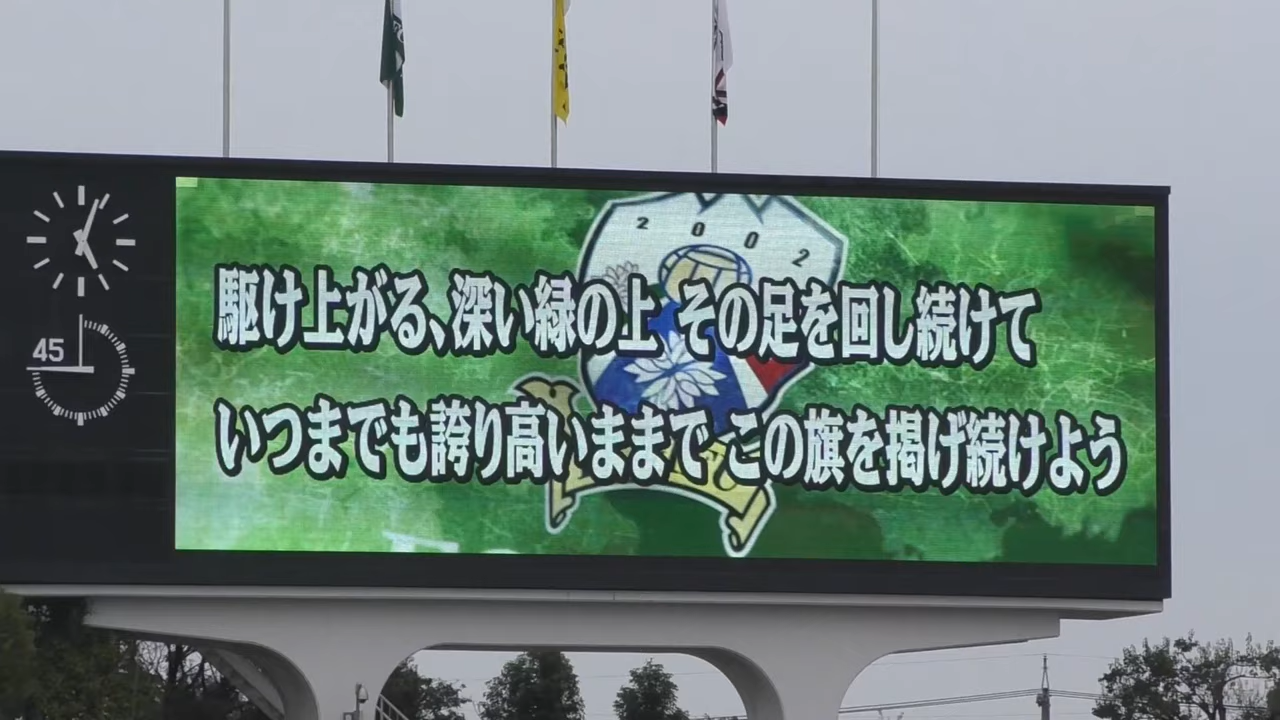 2002
駆け上がる、深い緑の上 その足を回し続けて
45
いつまでも誇り高いままで この旗を掲げ続けよう